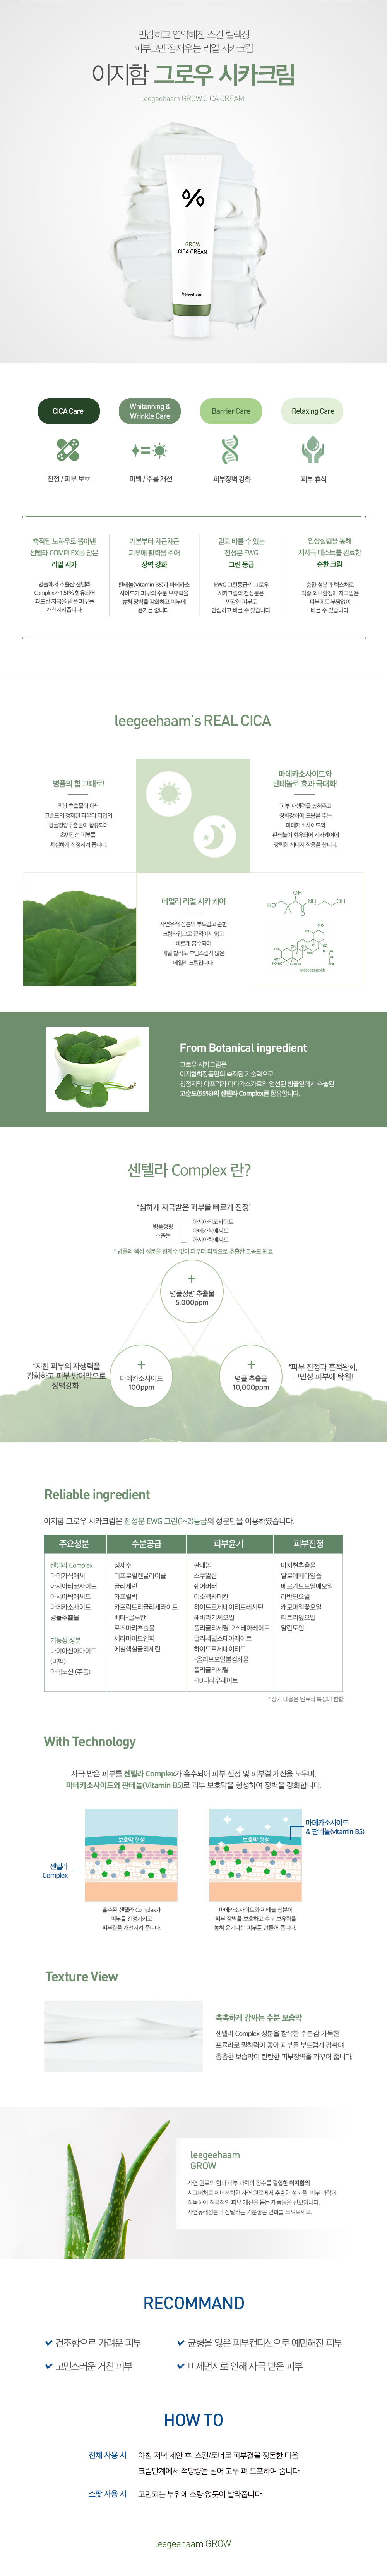 민감하고 연약해진 스킨 릴렉싱
피부고민 잠재우는 리얼 시카크림
이지함 그로우 시카크림
leegeehaam GROW CICA CREAM
%
GROW
CICA CREAM
leegeehaam
CICA Care
Whitenning &
Wrinkle Care
Barrier Care
Relaxing Care
진정 / 피부 보호
미백 / 주름 개선
피부장벽 강화
피부 휴식
축적된 노하우로 뽑아낸
센텔라 COMPLEX를 담은
리얼 시카
병풀에서 추출한 센텔라
Complex가 1.51% 함유되어
과도한 자극을 받은 피부를
개선시켜줍니다.
기본부터 차근차근
피부에 활력을 주어
장벽 강화
판테놀(Vitamin B5)과 마데카소
사이드가 피부의 수분 보유력을
높혀 장벽을 강화하고 피부에
윤기를 줍니다.
믿고 바를 수 있는
전성분 EWG
그린 등급
EWG 그린등급의 그로우
시카크림의 전성분은
민감한 피부도
안심하고 바를 수 있습니다.
임상실험을 통해
저자극 테스트를 완료한
순한 크림
순한 성분과 텍스처로
각종 외부환경에 자극받은
피부에도 부담없이
바를 수 있습니다.
leegeehaam's REAL CICA
병풀의 힘 그대로!
액상 추출물이 아닌
고순도의 정제된 파우더 타입의
병풀정량추출물이 함유되어
초민감성 피부를
확실하게 진정시켜 줍니다.
마데카소사이드와
판테놀로 효과 극대화!
피부 자생력을 높혀주고
장벽강화에 도움을 주는
마데카소사이드와
판테놀이 함유되어 시카케어에
강력한 시너지 작용을 합니다.
데일리 리얼 시카 케어
자연유래 성분의 부드럽고 순한
크림타입으로 끈적이지 않고
빠르게 흡수되어
매일 발라도 부담스럽지 않은
데일리 크림입니다.
Madecassoside
From Botanical ingredient
그로우 시카크림은
이지함화장품만의 축적된 기술력으로
청정지역 아프리카 마다가스카르의 엄선된 병풀잎에서 추출된
고순도(95%)의 센텔라 Complex를 함유합니다.
센텔라 Complex 란?
*심하게 자극받은 피부를 빠르게 진정!
병풀정량
추출물
아시아티코사이드
마데카식애씨드
아시아틱애씨드
* 병풀의 핵심 성분을 정제수 없이 파우더 타입으로 추출한 고농도 원료
+
병풀정량 추출물
5,000ppm
*지친 피부의 자생력을
강화하고 피부 방어막으로
장벽강화!
+
마데카소사이드
100ppm
+
병풀 추출물
10,000ppm
*피부 진정과 흔적완화,
고민성 피부에 탁월!
Reliable ingredient
이지함 그로우 시카크림은 전성분 EWG 그린(1~2)등급의 성분만을 이용하였습니다.
주요성분
수분공급
피부윤기
피부진정
센텔라 Complex
마데카식애씨
아시아티코사이드
아시아틱애씨드
마데카소사이드
병풀추출물
기능성 성분
나이아신아마이드
(미백)
아데노신 (주름)
정제수
디프로필렌글라이콜
글리세린
카프릴릭
카프릭트리글리세라이드
베타-글루칸
로즈마리추출물
세라마이드엔피
에칠헥실글리세린
판테놀
스쿠알란
쉐어버터
이소헥사데칸
하이드로제네이티드레시틴
해바라기씨오일
폴리글리세릴-2스테아레이트
글리세릴스테아레이트
하이드로제네이티드
-올리브오일불검화물
폴리글리세릴
-10디라우레이트
마치현추출물
알로에베라잎즙
베르가모트열매오일
라반딘오일
캐모마일꽃오일
티트리잎오일
알란토인
* 상기 내용은 원료적 특성에 한함
With Technology
자극 받은 피부를 센텔라 Complex가 흡수되어 피부 진정 및 피부결 개선을 도우며,
마데카소사이드와 판테놀(Vitamin B5)로 피부 보호막을 형성하여 장벽을 강화합니다.
보호막 형성
센텔라
Complex
보호막 형성
마데카소사이드
& 판네놀(vitamin B5)
흡수된 센텔라 Complex가
피부를 진정시키고
피부결을 개선시켜 줍니다.
마데카소사이드와 판테놀 성분이
피부 장벽을 보호하고 수분 보유력을
높혀 윤기나는 피부를 만들어 줍니다.
Texture View
촉촉하게 감싸는 수분 보습막
센텔라 Complex 성분을 함유한 수분감 가득한
포뮬라로 밀착력이 좋아 피부를 부드럽게 감싸며
촘촘한 보습막이 탄탄한 피부장벽을 가꾸어 줍니다.
leegeehaam
GROW
자연 원료의 힘과 피부 과학의 정수를 결합한 이지함의
시그너처로 에너제틱한 자연 원료에서 추출한 성분을 피부 과학에
접목하여 적극적인 피부 개선을 돕는 제품들을 선보입니다.
자연유래성분이 전달하는 기분좋은 변화를 느껴보세요.
RECOMMAND
건조함으로 가려운 피부
균형을 잃은 피부컨디션으로 예민해진 피부
고민스러운 거친 피부
미세먼지로 인해 자극 받은 피부
HOW TO
전체 사용 시
아침 저녁 세안 후, 스킨/토너로 피부결을 정돈한 다음
크림단계에서 적당량을 덜어 고루 펴 도포하여 줍니다.
스팟 사용 시
고민되는 부위에 소량 얹듯이 발라줍니다.
leegeehaam GROW